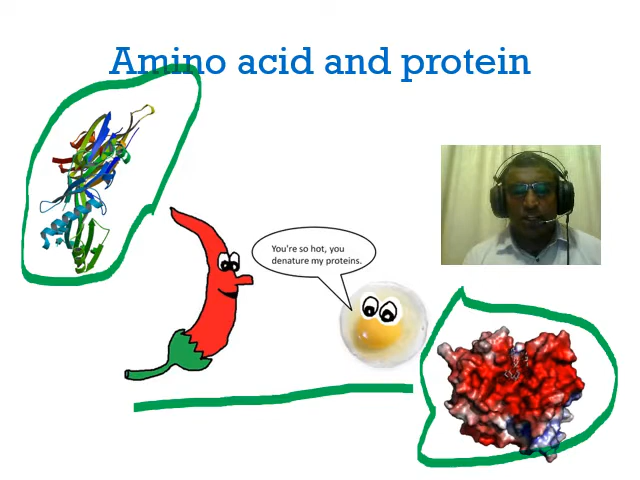 Amino acid and protein
You're so hot, you
denature my proteins.